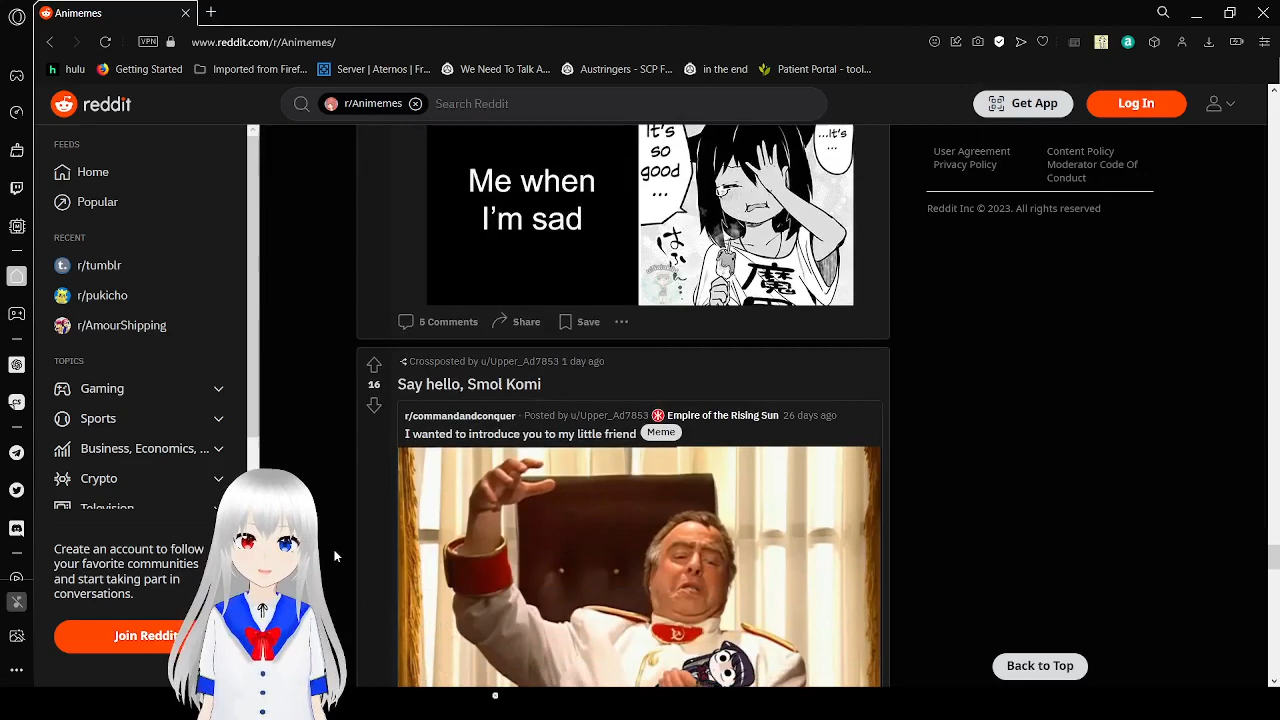 Animemes
VPN
www.reddit.com/r/Animemes/
hulu
Getting Started
Imported from Firef...
Server | Aternos | Fr...
We Need To Talk A...
Austringers - SCP F...
in the end
Patient Portal - tool...
reddit
r/Animemes
Search Reddit
Get App
Log In
FEEDS
Home
Popular
RECENT
r/tumblr
r/pukicho
r/AmourShipping
TOPICS
Gaming
Sports
Business, Economics, ...
Crypto
Television
Create an account to follow
your favorite communities
and start taking part in
conversations.
Join Reddit
Me when
I'm sad
It's
so
good
...
...It's
...
はふん
魔
5 Comments
Share
Save
16
Crossposted by u/Upper_Ad7853 1 day ago
Say hello, Smol Komi
r/commandandconquer · Posted by u/Upper_Ad7853 Empire of the Rising Sun 26 days ago
I wanted to introduce you to my little friend Meme
User Agreement
Privacy Policy
Content Policy
Moderator Code Of
Conduct
Reddit Inc © 2023. All rights reserved
Back to Top